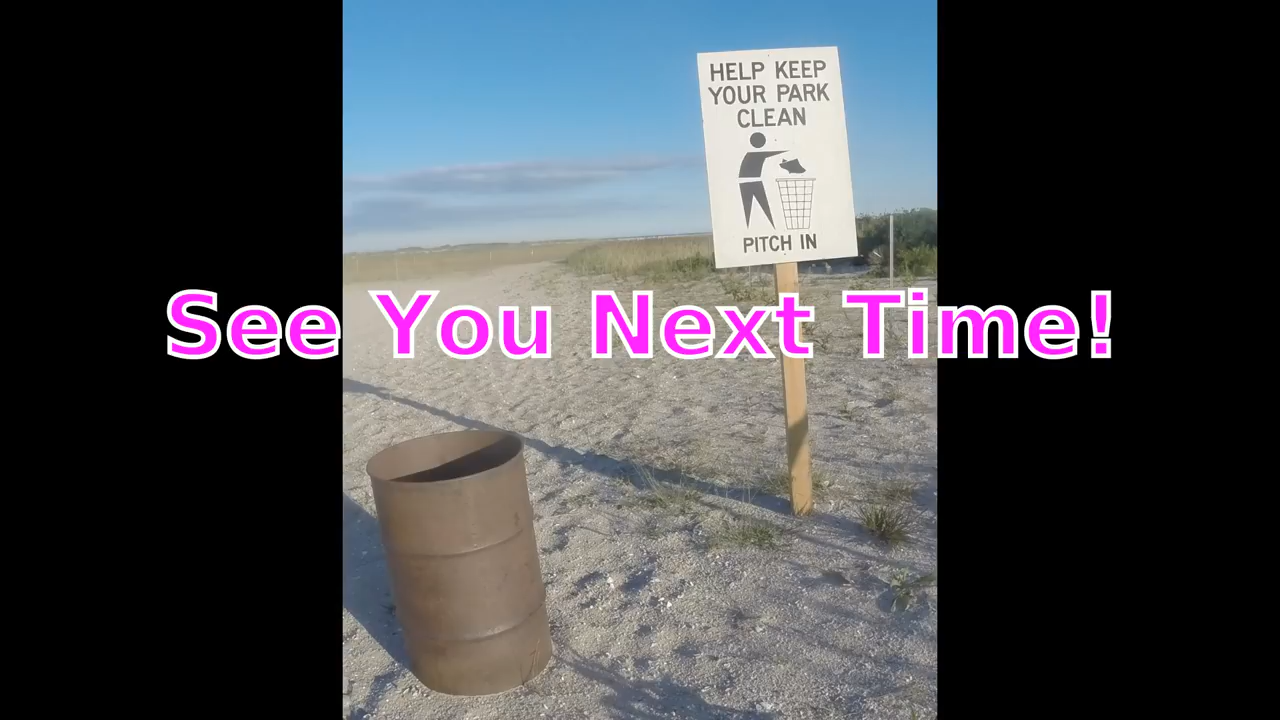 HELP KEEP
YOUR PARK
CLEAN
PITCH IN
See You Next Time!